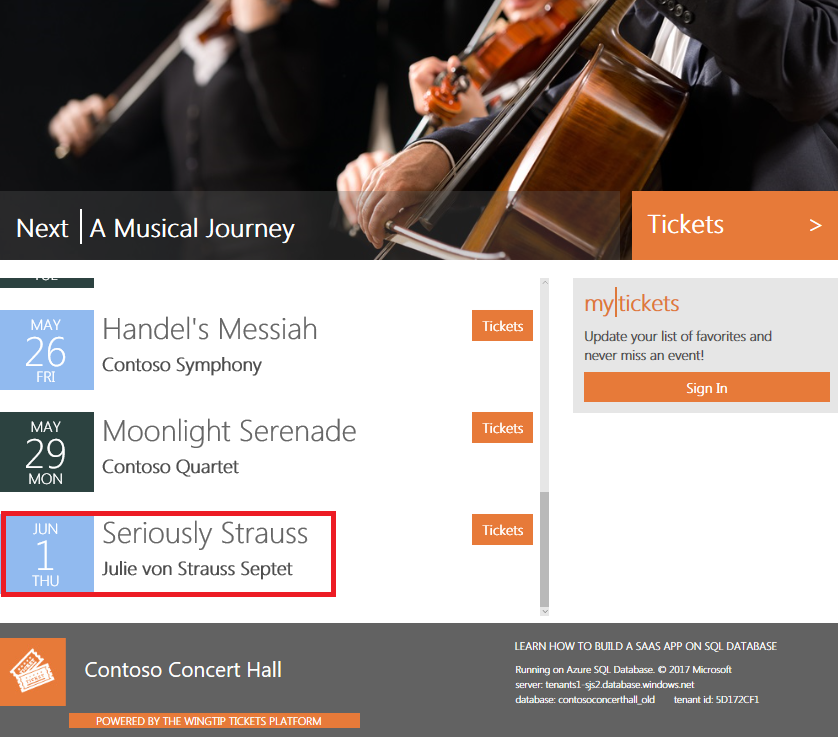 Next | A Musical Journey
Tickets >
TUE
MAY
26
FRI
Handel's Messiah
Contoso Symphony
Tickets
MAY
29
MON
Moonlight Serenade
Contoso Quartet
Tickets
JUN
1
THU
Seriously Strauss
Julie von Strauss Septet
Tickets
my|tickets
Update your list of favorites and
never miss an event!
Sign In
Contoso Concert Hall
POWERED BY THE WINGTIP TICKETS PLATFORM
LEARN HOW TO BUILD A SAAS APP ON SQL DATABASE
Running on Azure SQL Database. © 2017 Microsoft
server: tenants1-sjs2.database.windows.net
database: contosoconcerthall_old tenant id: 5D172CF1